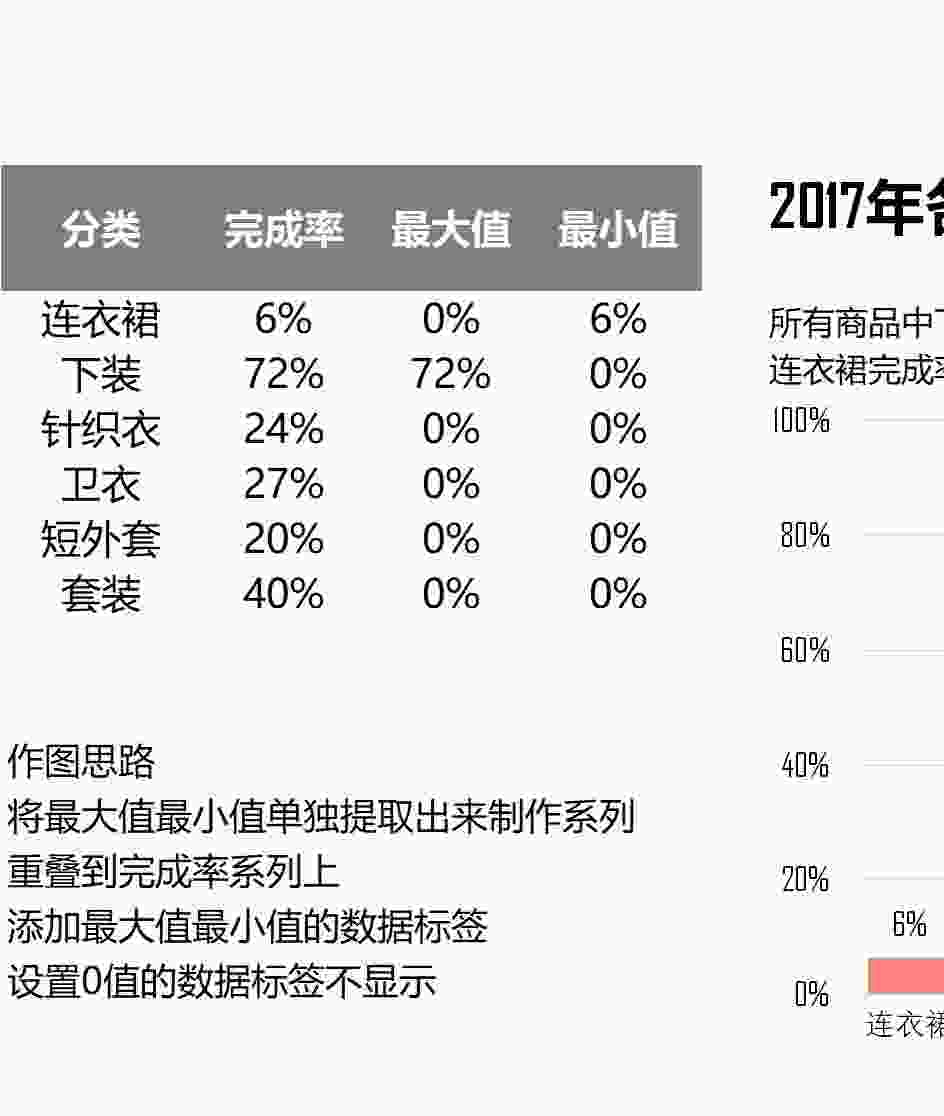 分类 完成率 最大值 最小值
连衣裙 6% 0% 6%
下装 72% 72% 0%
针织衣 24% 0% 0%
卫衣 27% 0% 0%
短外套 20% 0% 0%
套装 40% 0% 0%
作图思路
将最大值最小值单独提取出来制作系列
重叠到完成率系列上
添加最大值最小值的数据标签
设置0值的数据标签不显示
2017年各
所有商品中下
连衣裙完成率
100%
80%
60%
40%
20%
6%
0%
连衣裙